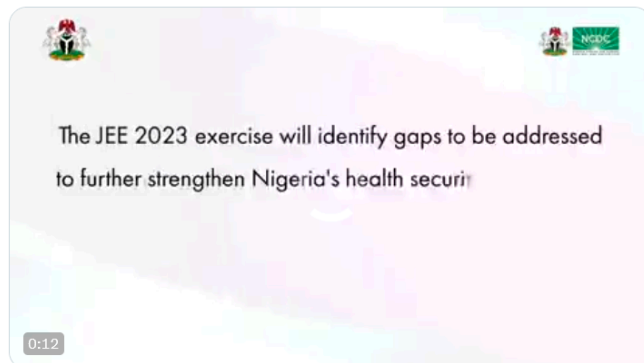 NCDC
The JEE 2023 exercise will identify gaps to be addressed
to further strengthen Nigeria's health securi
0:12